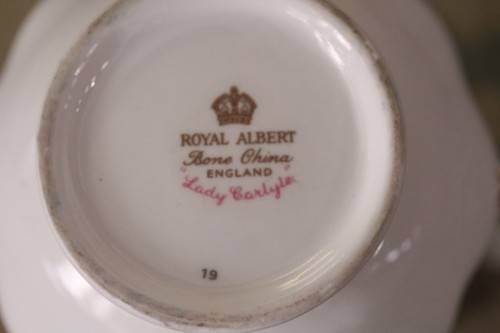 ROYAL ALBERT
Bone China
ENGLAND
"Lady Carlyle"
19